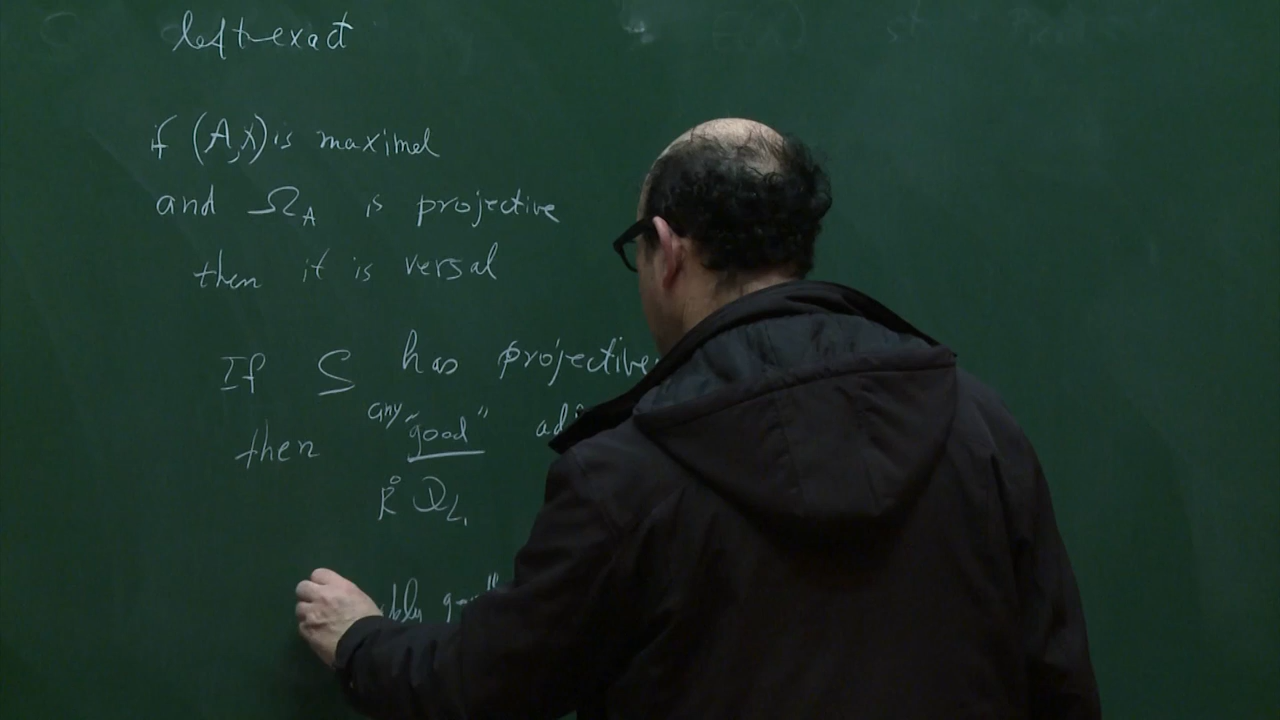 left-exact
if (A,λ) is maximal
and Ω_A is projective
then it is versal
If S has projective
any
then "good"
good"